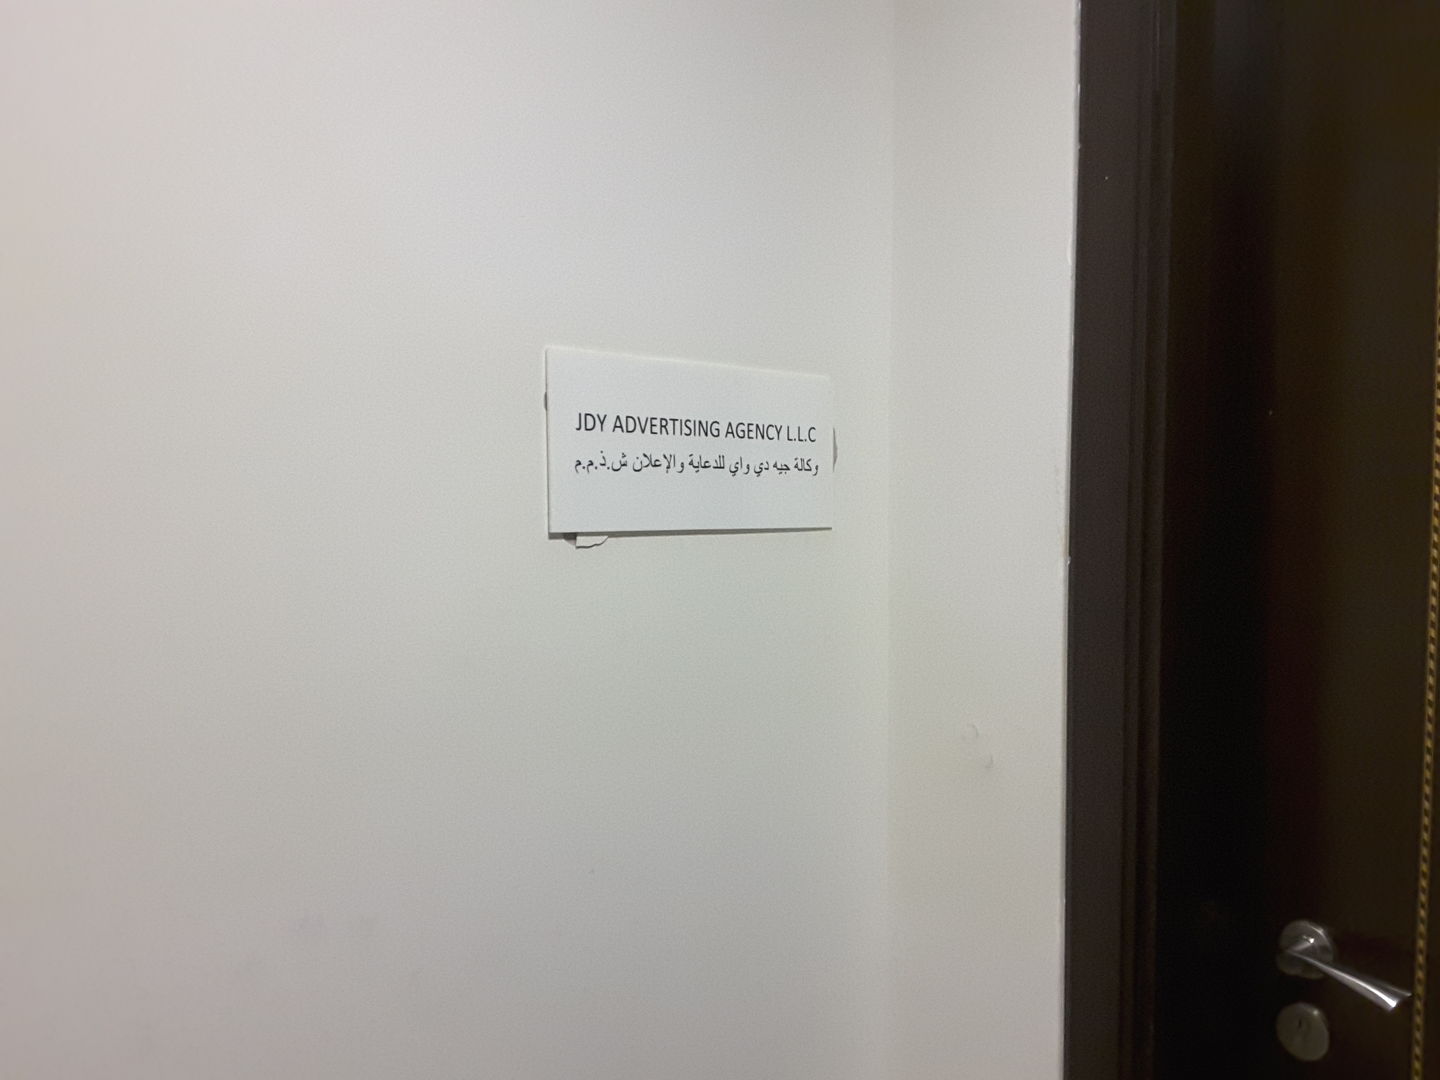 JDY ADVERTISING AGENCY L.L.C
وكالة جيه دي واي للدعاية والإعلان ش.ذ.م.م